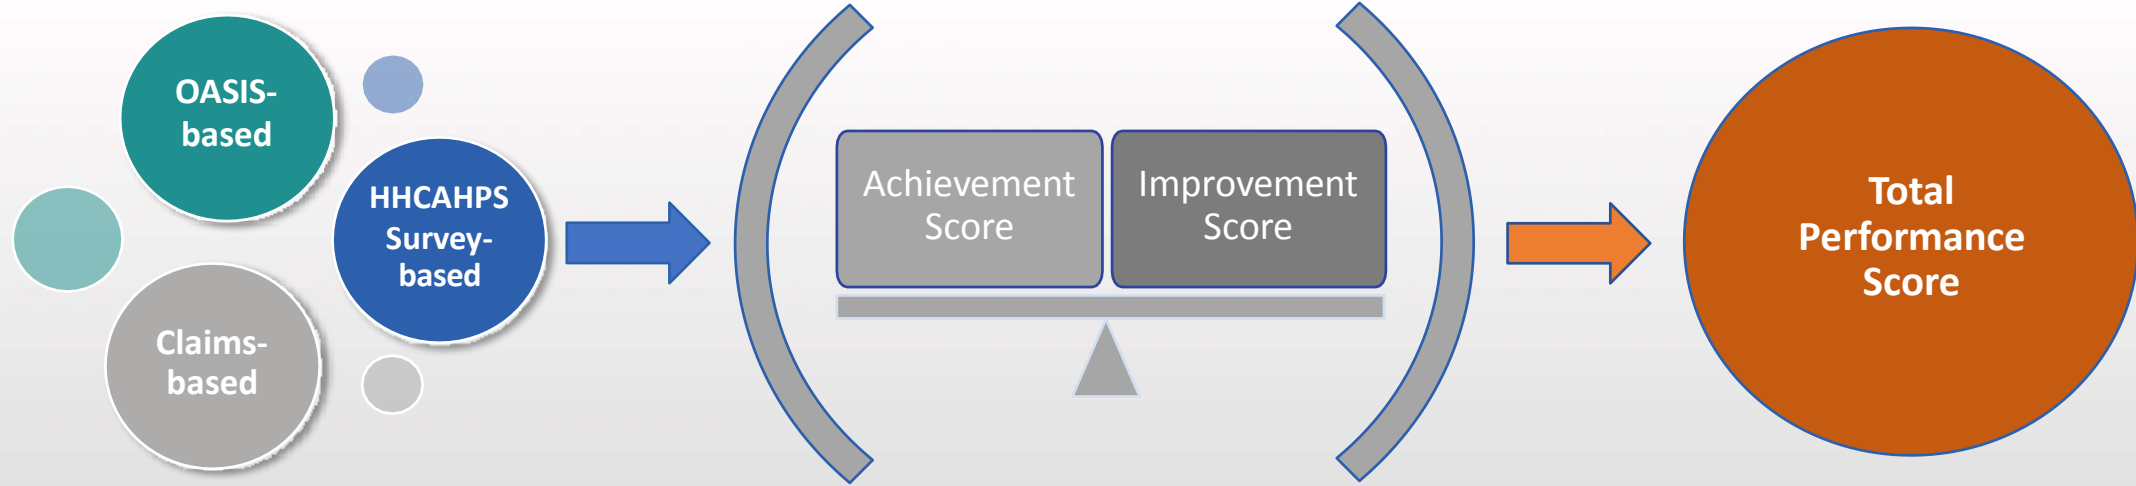 OASIS-
based
HHCAHPS
Survey-
based
Claims-
based
Achievement
Score
Improvement
Score
Total
Performance
Score